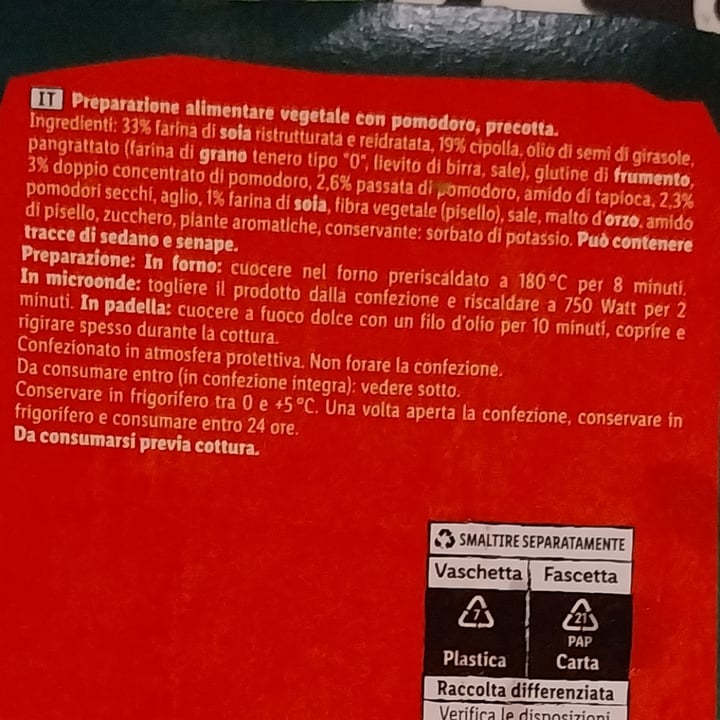 IT Preparazione alimentare vegetale con pomodoro, precotta.
Ingredienti: 33% farina di soia ristrutturata e reidratata, 19% cipolla, olio di semi di girasole,
pangrattato (farina di grano tenero tipo "0", lievito di birra, sale), glutine di frumento,
3% doppio concentrato di pomodoro, 2,6% passata di pomodoro, amido di tapioca, 2,3%
pomodori secchi, aglio, 1% farina di soia, fibra vegetale (pisello), sale, malto d'orzo, amido
di pisello, zucchero, piante aromatiche, conservante: sorbato di potassio. Può contenere
tracce di sedano e senape.
Preparazione: In forno: cuocere nel forno preriscaldato a 180°C per 8 minuti.
In microonde: togliere il prodotto dalla confezione e riscaldare a 750 Watt per 2
minuti. In padella: cuocere a fuoco dolce con un filo d'olio per 10 minuti, coprire e
rigirare spesso durante la cottura.
Confezionato in atmosfera protettiva. Non forare la confezione.
Da consumare entro (in confezione integra): vedere sotto.
Conservare in frigorifero tra 0 e +5°C. Una volta aperta la confezione, conservare in
frigorifero e consumare entro 24 ore.
Da consumarsi previa cottura.
SMALTIRE SEPARATAMENTE
Vaschetta Fascetta
7 21
PAP
Plastica Carta
Raccolta differenziata
Verifica le disposizioni